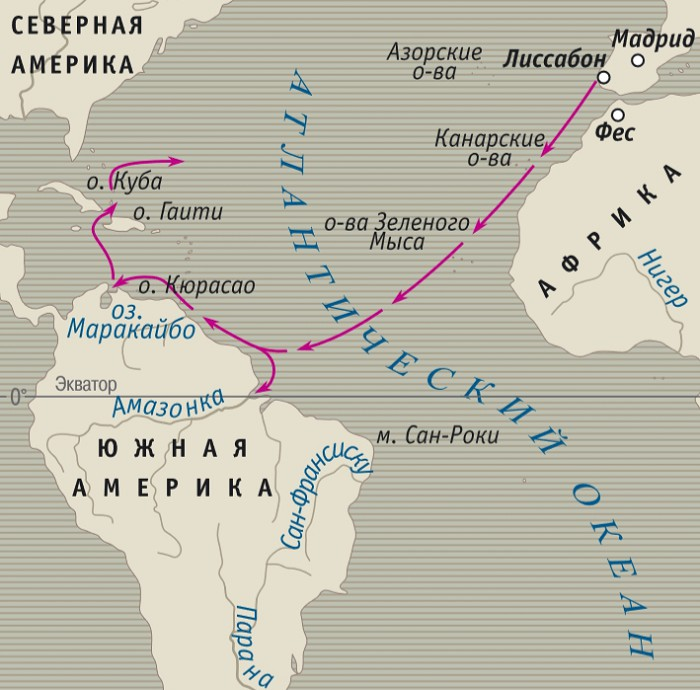 СЕВЕРНАЯ
АМЕРИКА
Азорские
о-ва
Лиссабон
Мадрид
Фес
Канарские
о-ва
АТЛАНТИЧЕСКИЙ ОКЕАН
о. Куба
о. Гаити
о-ва Зеленого
Мыса
АФРИКА
Нигер
о. Кюрасао
оз.
Маракайбо
0°
Экватор
Амазонка
м. Сан-Роки
ЮЖНАЯ
АМЕРИКА
Сан-Франсиску
Парана